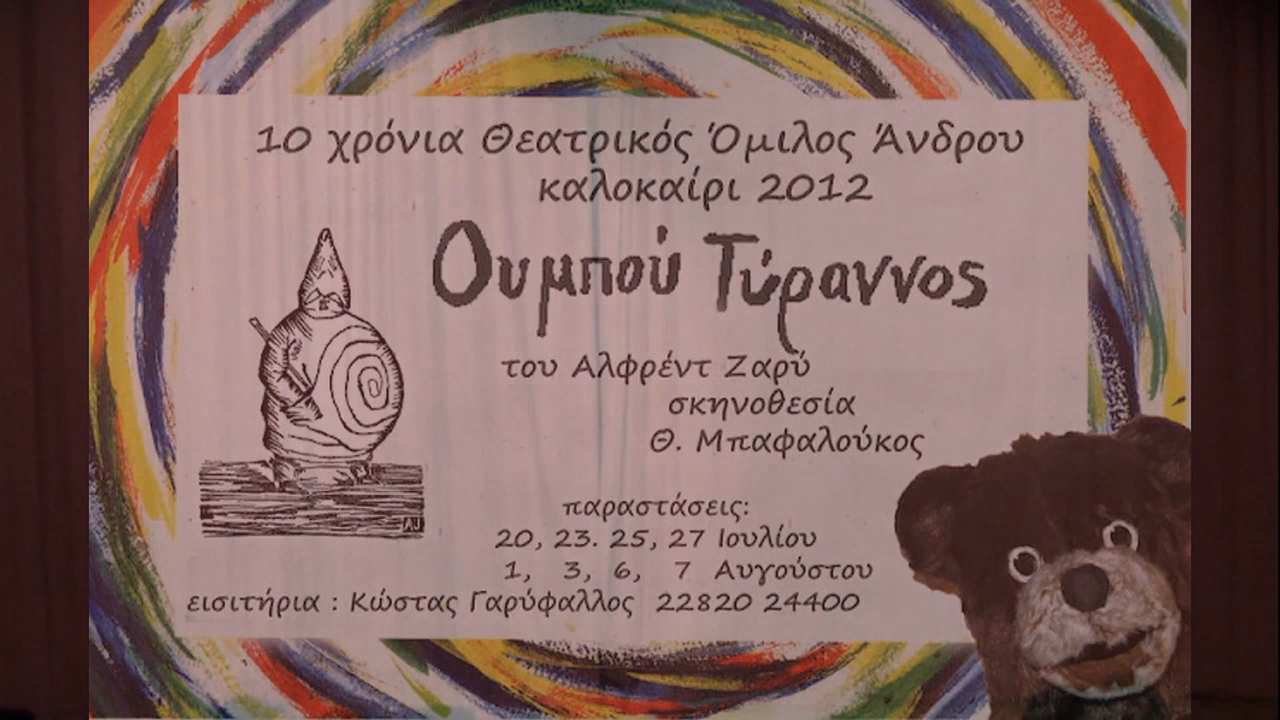 10 χρόνια Θεατρικός Όμιλος Άνδρου
καλοκαίρι 2012
Ουμπού Τύραννος
του Αλφρέντ Ζαρύ
σκηνοθεσία
Θ. Μπαφαλούκος
παραστάσεις:
20, 23. 25, 27 Ιουλίου
1, 3, 6, 7 Αυγούστου
εισιτήρια : Κώστας Γαρύφαλλος 22820 24400
AJ